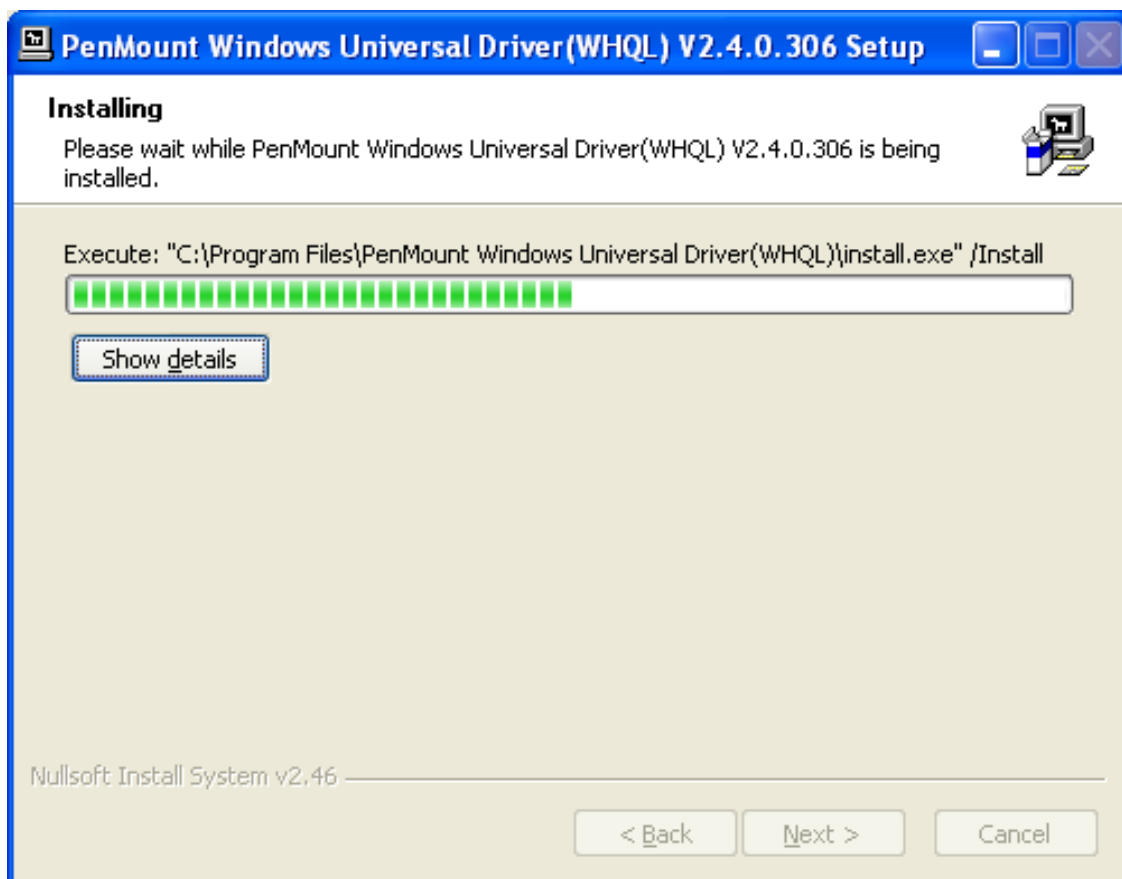 PenMount Windows Universal Driver(WHQL) V2.4.0.306 Setup
Installing
Please wait while PenMount Windows Universal Driver(WHQL) V2.4.0.306 is being
installed.
Execute: "C:\Program Files\PenMount Windows Universal Driver(WHQL)\install.exe" /Install
Show details
Nullsoft Install System v2.46
< Back Next > Cancel